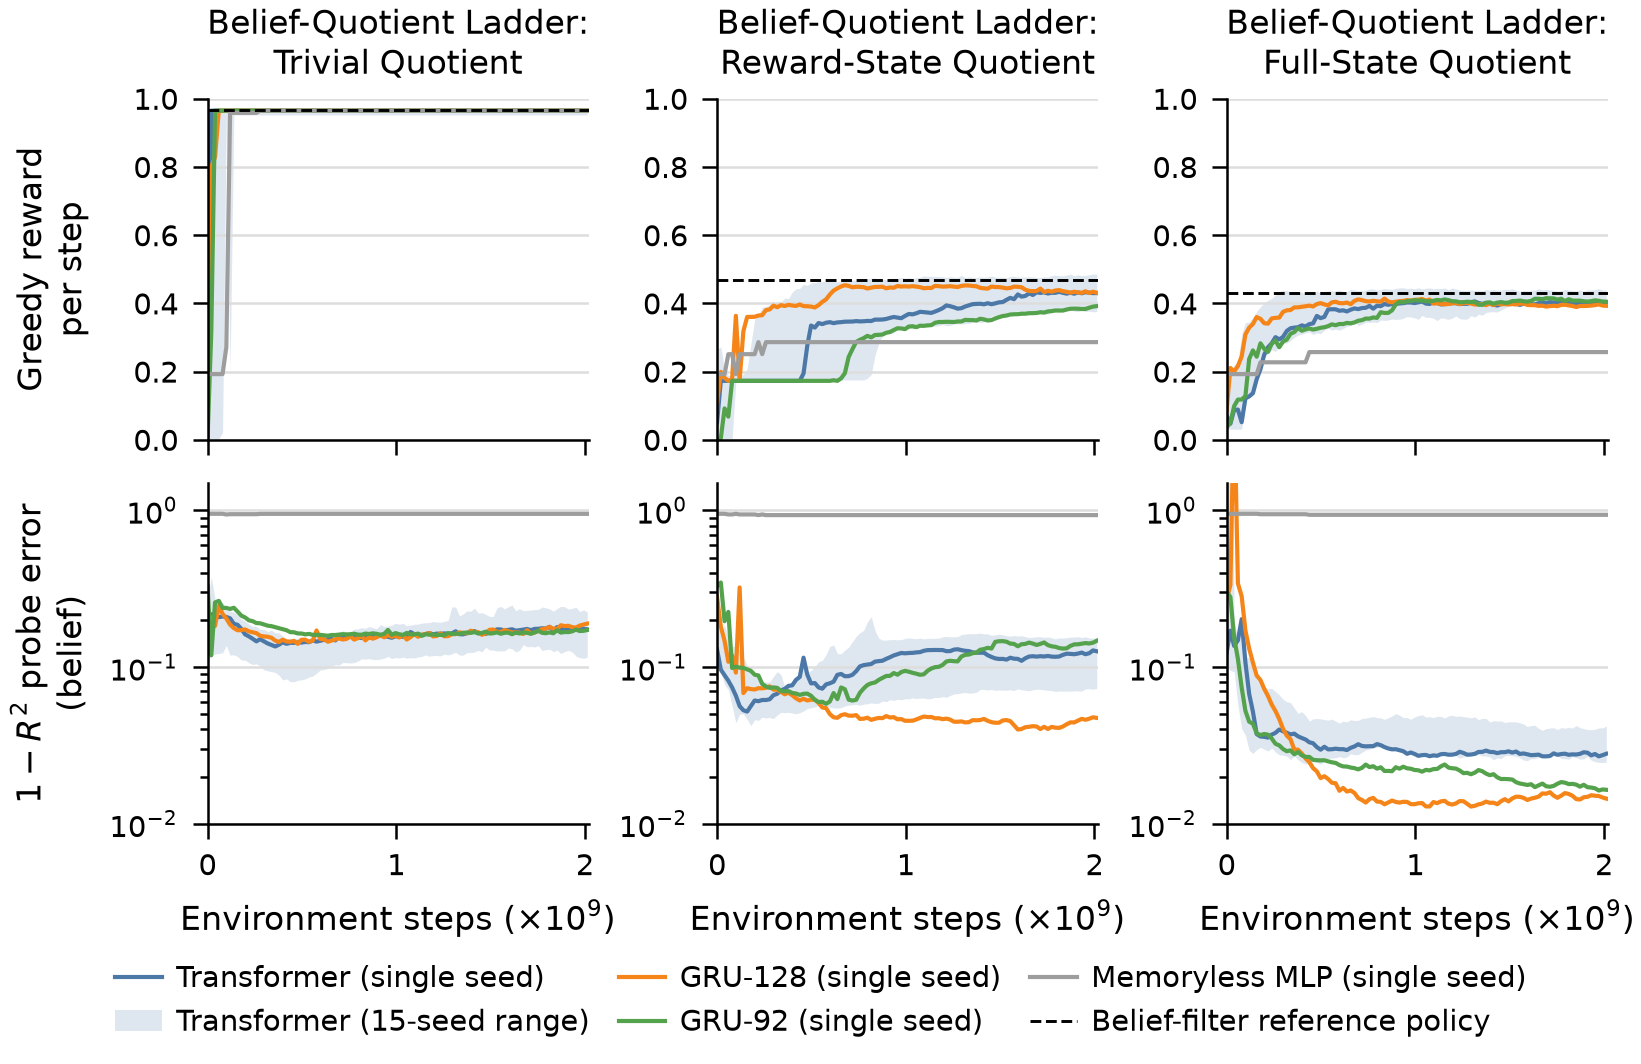 Belief-Quotient Ladder:
Trivial Quotient
Belief-Quotient Ladder:
Reward-State Quotient
Belief-Quotient Ladder:
Full-State Quotient
Greedy reward
per step
1.0
0.8
0.6
0.4
0.2
0.0
1.0
0.8
0.6
0.4
0.2
0.0
1.0
0.8
0.6
0.4
0.2
0.0
1 − R² probe error
(belief)
10⁰
10⁻¹
10⁻²
10⁰
10⁻¹
10⁻²
10⁰
10⁻¹
10⁻²
0 1 2
0 1 2
0 1 2
Environment steps (×10⁹)
Environment steps (×10⁹)
Environment steps (×10⁹)
Transformer (single seed)
Transformer (15-seed range)
GRU-128 (single seed)
GRU-92 (single seed)
Memoryless MLP (single seed)
Belief-filter reference policy